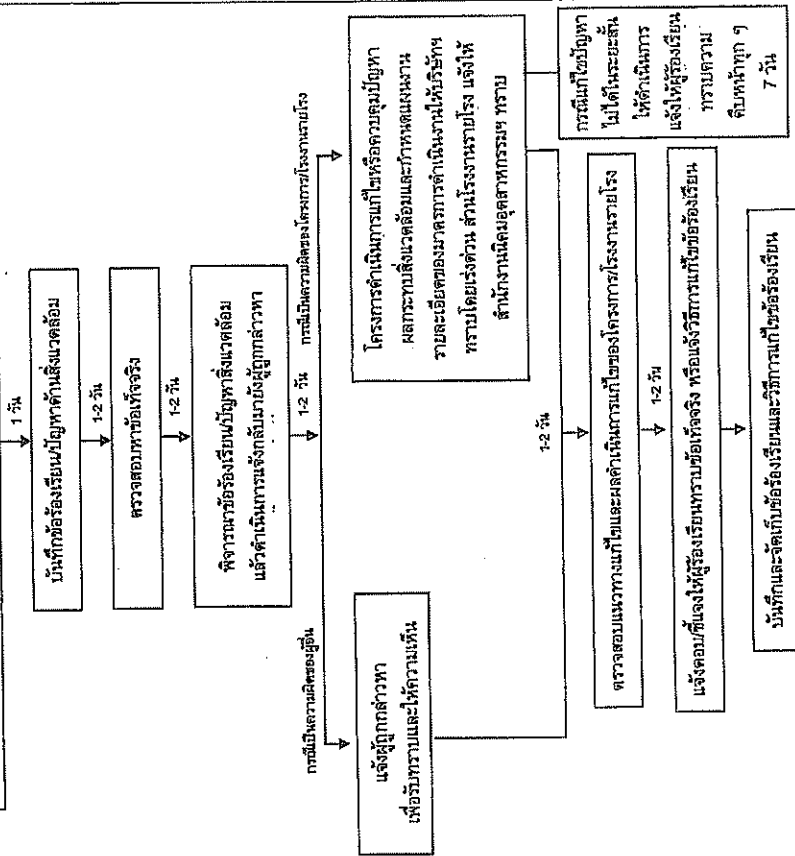 1 วัน
บันทึกข้อร้องเรียน/ปัญหาด้านสิ่งแวดล้อม
1-2 วัน
ตรวจสอบหาข้อเท็จจริง
1-2 วัน
พิจารณาข้อร้องเรียน/ปัญหาสิ่งแวดล้อม
แล้วดำเนินการแจ้งกลับมายังผู้ถูกกล่าวหา
1-2 วัน
กรณีเป็นความผิดของผู้อื่น
กรณีเป็นความผิดของโครงการ/โรงงานรายโรง
แจ้งผู้ถูกกล่าวหา
เพื่อรับทราบและให้ความเห็น
โครงการดำเนินการแก้ไขหรือควบคุมปัญหา
ผลกระทบสิ่งแวดล้อมและกำหนดแผนงาน
รายละเอียดของมาตรการดำเนินงานให้บริษัทฯ
ทราบโดยเร่งด่วน ส่วนโรงงานรายโรง แจ้งให้
สำนักงานนิคมอุตสาหกรรมฯ ทราบ
กรณีแก้ไขปัญหา
ไม่ได้ในระยะสั้น
ให้ดำเนินการ
แจ้งให้ผู้ร้องเรียน
ทราบความ
คืบหน้าทุก ๆ
7 วัน
1-2 วัน
ตรวจสอบแนวทางแก้ไขและผลดำเนินการแก้ไขของโครงการ/โรงงานรายโรง
1-2 วัน
แจ้งตอบ/ชี้แจงให้ผู้ร้องเรียนทราบข้อเท็จจริง หรือแจ้งวิธีการแก้ไขข้อร้องเรียน
บันทึกและจัดเก็บข้อร้องเรียนและวิธีการแก้ไขข้อร้องเรียน